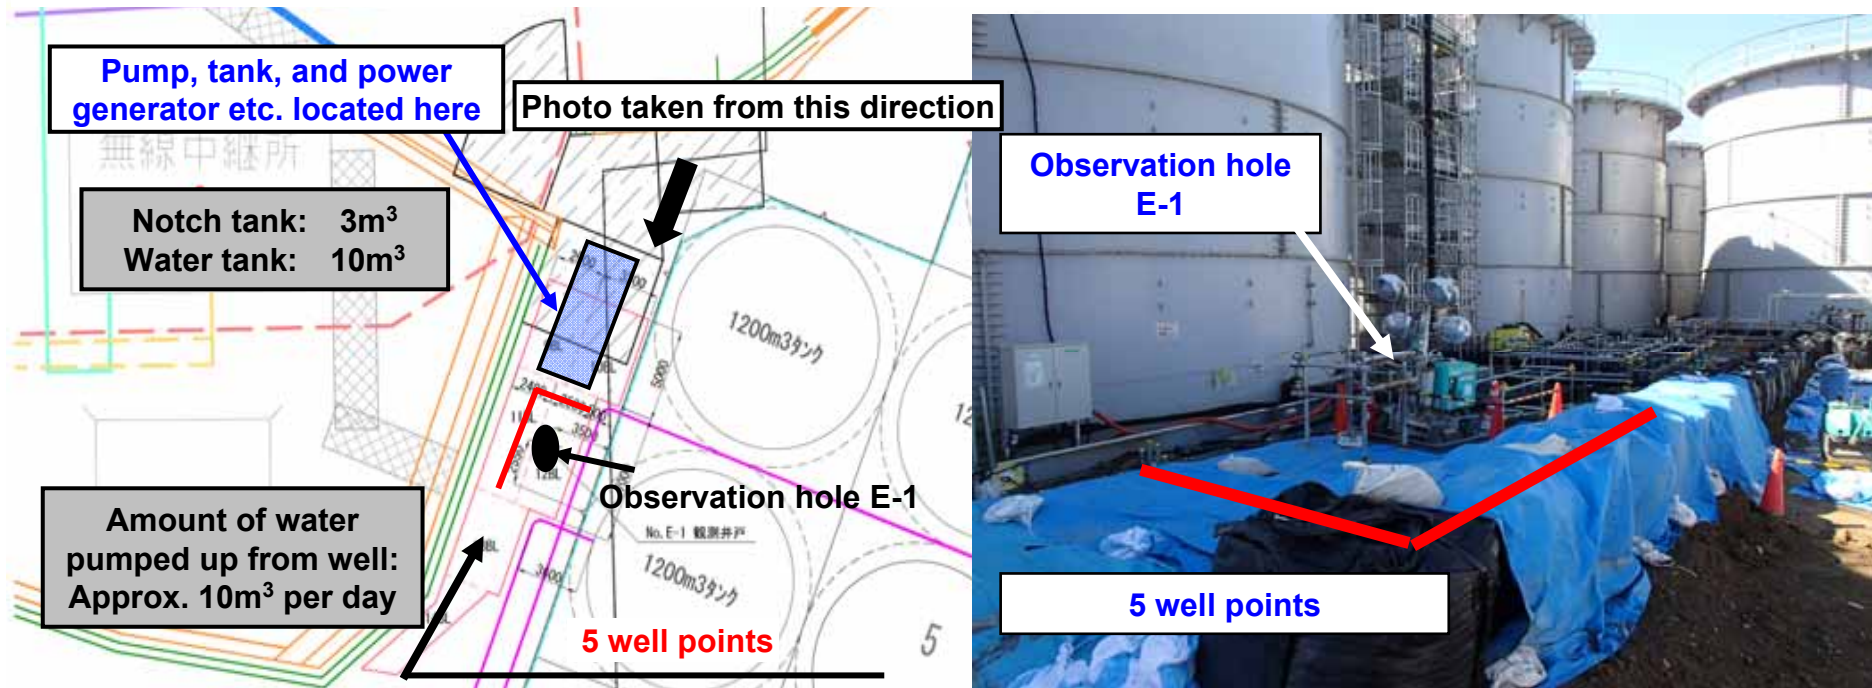 Pump, tank, and power
generator etc. located here
Photo taken from this direction
無線中継所
Notch tank: 3m³
Water tank: 10m³
1200m3タンク
5000
3500
Observation hole E-1
No.E-1 観測井戸
1200m3タンク
Amount of water
pumped up from well:
Approx. 10m³ per day
5 well points
5
Observation hole
E-1
5 well points